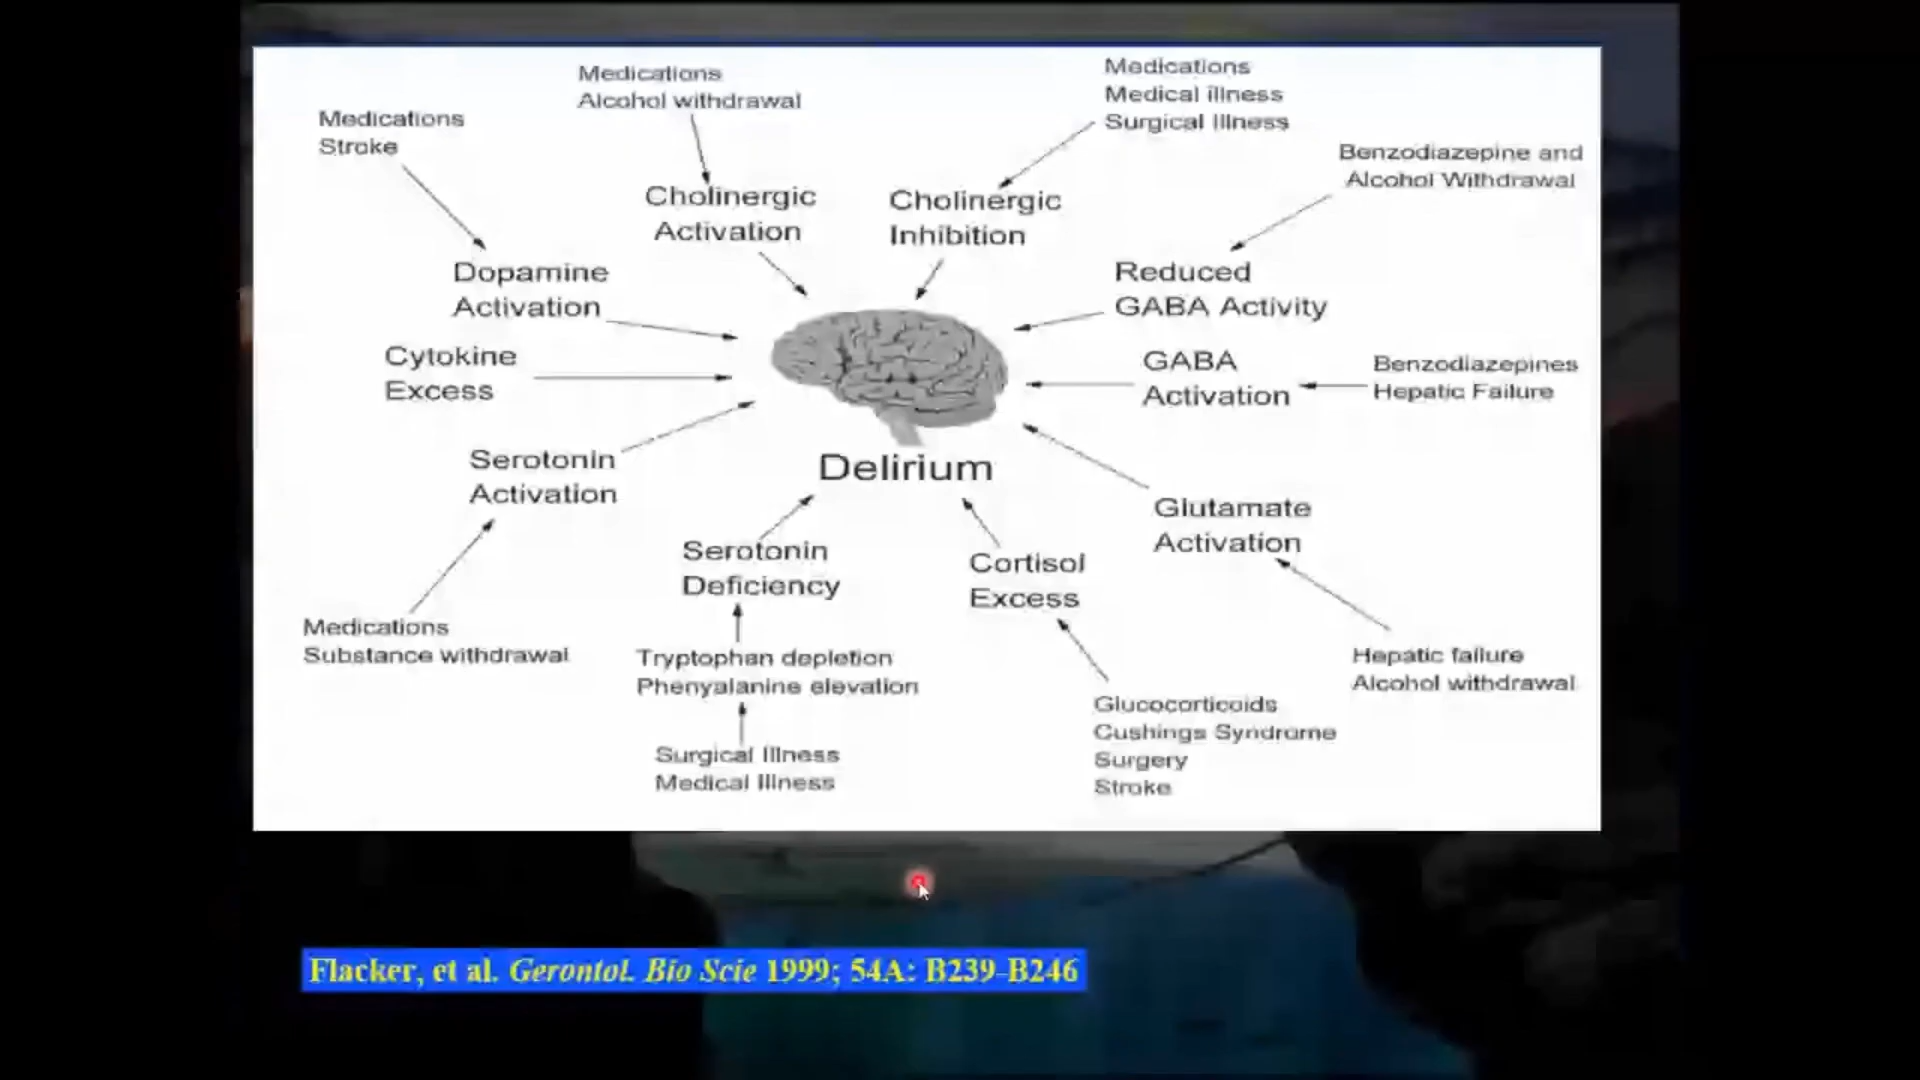 Medications
Alcohol withdrawal
Medications
Medical illness
Surgical Illness
Medications
Stroke
Benzodiazepine and
Alcohol Withdrawal
Cholinergic
Activation
Cholinergic
Inhibition
Dopamine
Activation
Reduced
GABA Activity
Cytokine
Excess
GABA
Activation
Benzodiazepines
Hepatic Failure
Serotonin
Activation
Delirium
Glutamate
Activation
Serotonin
Deficiency
Cortisol
Excess
Medications
Substance withdrawal
Tryptophan depletion
Phenyalanine elevation
Hepatic failure
Alcohol withdrawal
Glucocorticoids
Cushings Syndrome
Surgery
Stroke
Surgical Illness
Medical Illness
Flacker, et al. Gerontol. Bio Scie 1999; 54A: B239-B246